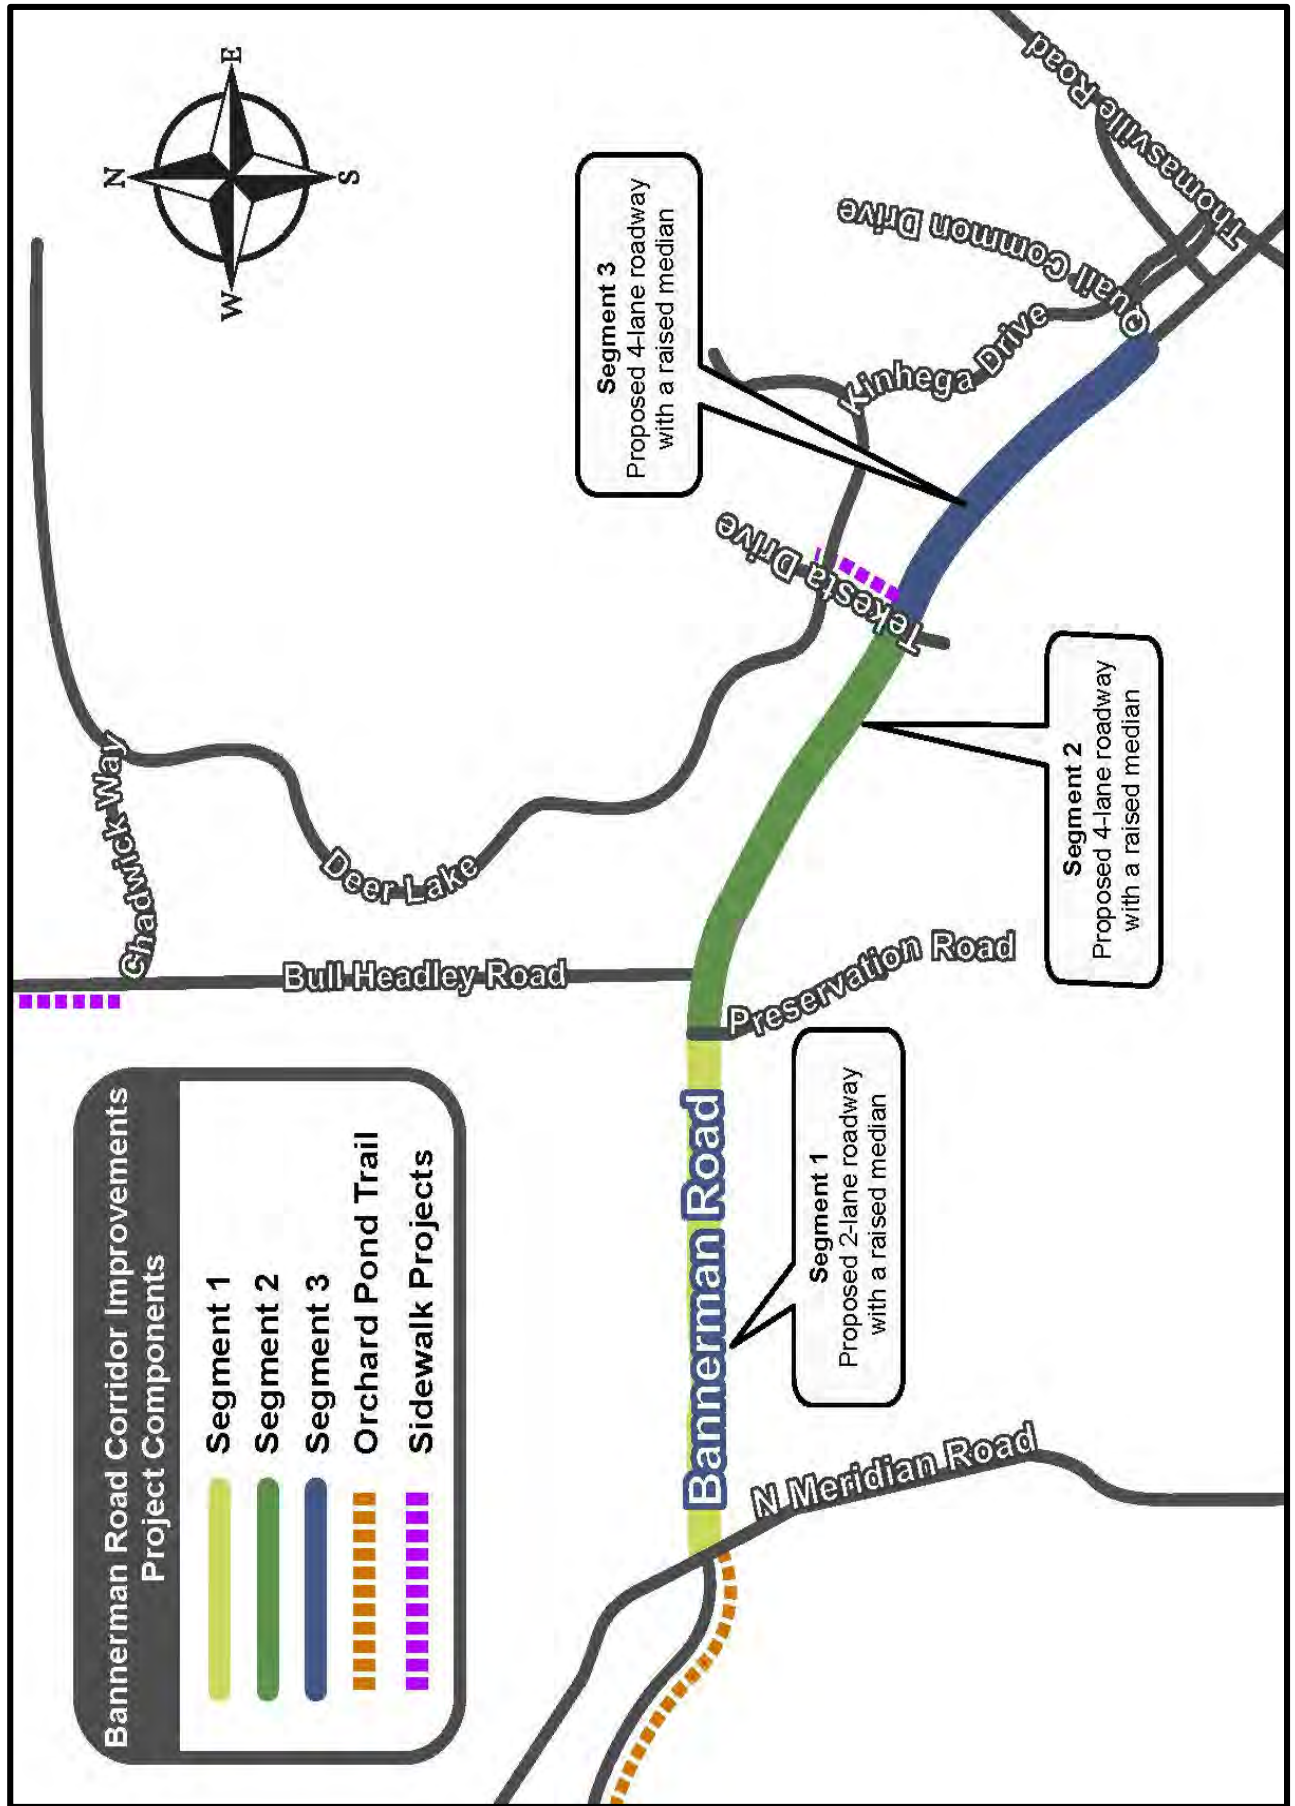 Bannerman Road Corridor Improvements
Project Components
Segment 1
Segment 2
Segment 3
Orchard Pond Trail
Sidewalk Projects
N
E
S
W
Chadwick Way
Deer Lake
Bull Headley Road
Bannerman Road
N Meridian Road
Preservation Road
Tekesta Drive
Kinhega Drive
Quail Common Drive
Thomasville Road
Segment 1
Proposed 2-lane roadway
with a raised median
Segment 2
Proposed 4-lane roadway
with a raised median
Segment 3
Proposed 4-lane roadway
with a raised median